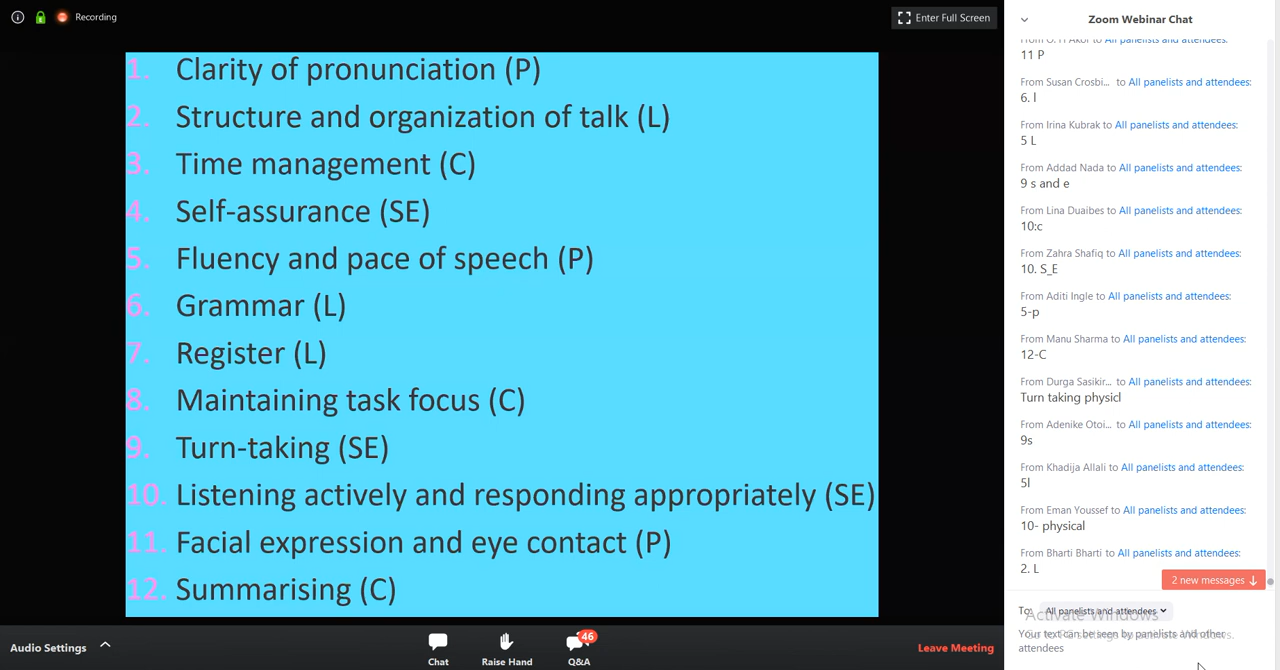 Recording
Enter Full Screen
1. Clarity of pronunciation (P)
2. Structure and organization of talk (L)
3. Time management (C)
4. Self-assurance (SE)
5. Fluency and pace of speech (P)
6. Grammar (L)
7. Register (L)
8. Maintaining task focus (C)
9. Turn-taking (SE)
10. Listening actively and responding appropriately (SE)
11. Facial expression and eye contact (P)
12. Summarising (C)
Audio Settings
Chat
Raise Hand
46
Q&A
Leave Meeting
Zoom Webinar Chat
to All panelists and attendees:
11 P
From Susan Crosbi... to All panelists and attendees:
6. l
From Irina Kubrak to All panelists and attendees:
5 L
From Addad Nada to All panelists and attendees:
9 s and e
From Lina Duaibes to All panelists and attendees:
10:c
From Zahra Shafiq to All panelists and attendees:
10. S_E
From Aditi Ingle to All panelists and attendees:
5-p
From Manu Sharma to All panelists and attendees:
12-C
From Durga Sasikir... to All panelists and attendees:
Turn taking physicl
From Adenike Otoi... to All panelists and attendees:
9s
From Khadija Allali to All panelists and attendees:
5l
From Eman Youssef to All panelists and attendees:
10- physical
From Bharti Bharti to All panelists and attendees:
2. L
2 new messages
To: All panelists and attendees
Activate Windows
Your text can be seen by panelists and other
attendees